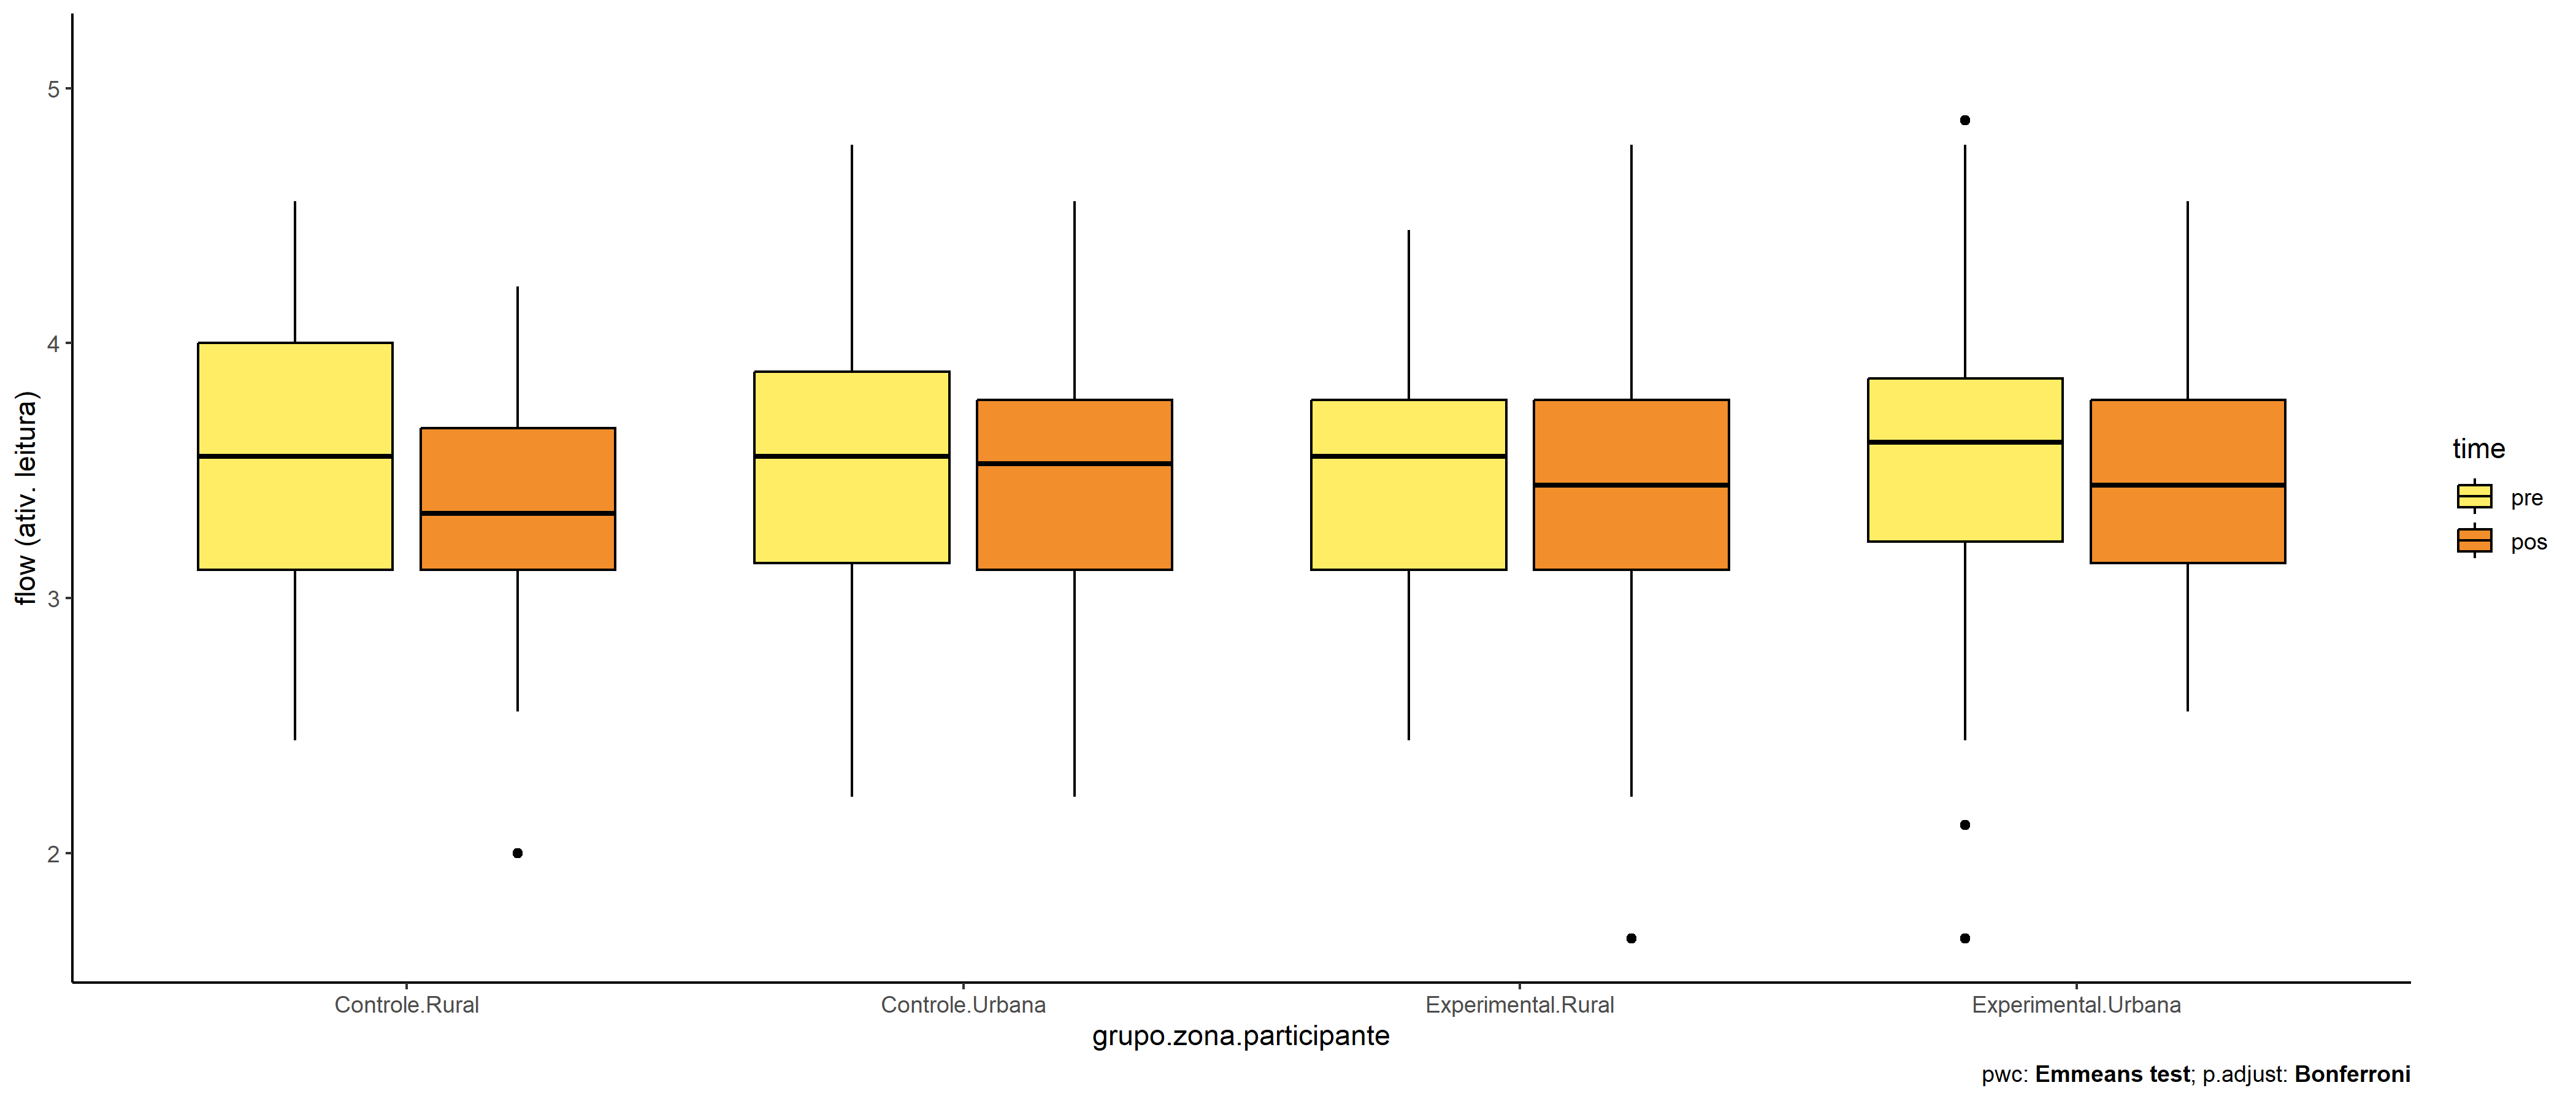 flow (ativ. leitura)
5
4
3
2
Controle.Rural
Controle.Urbana
Experimental.Rural
Experimental.Urbana
grupo.zona.participante
time
pre
pos
pwc: Emmeans test; p.adjust: Bonferroni